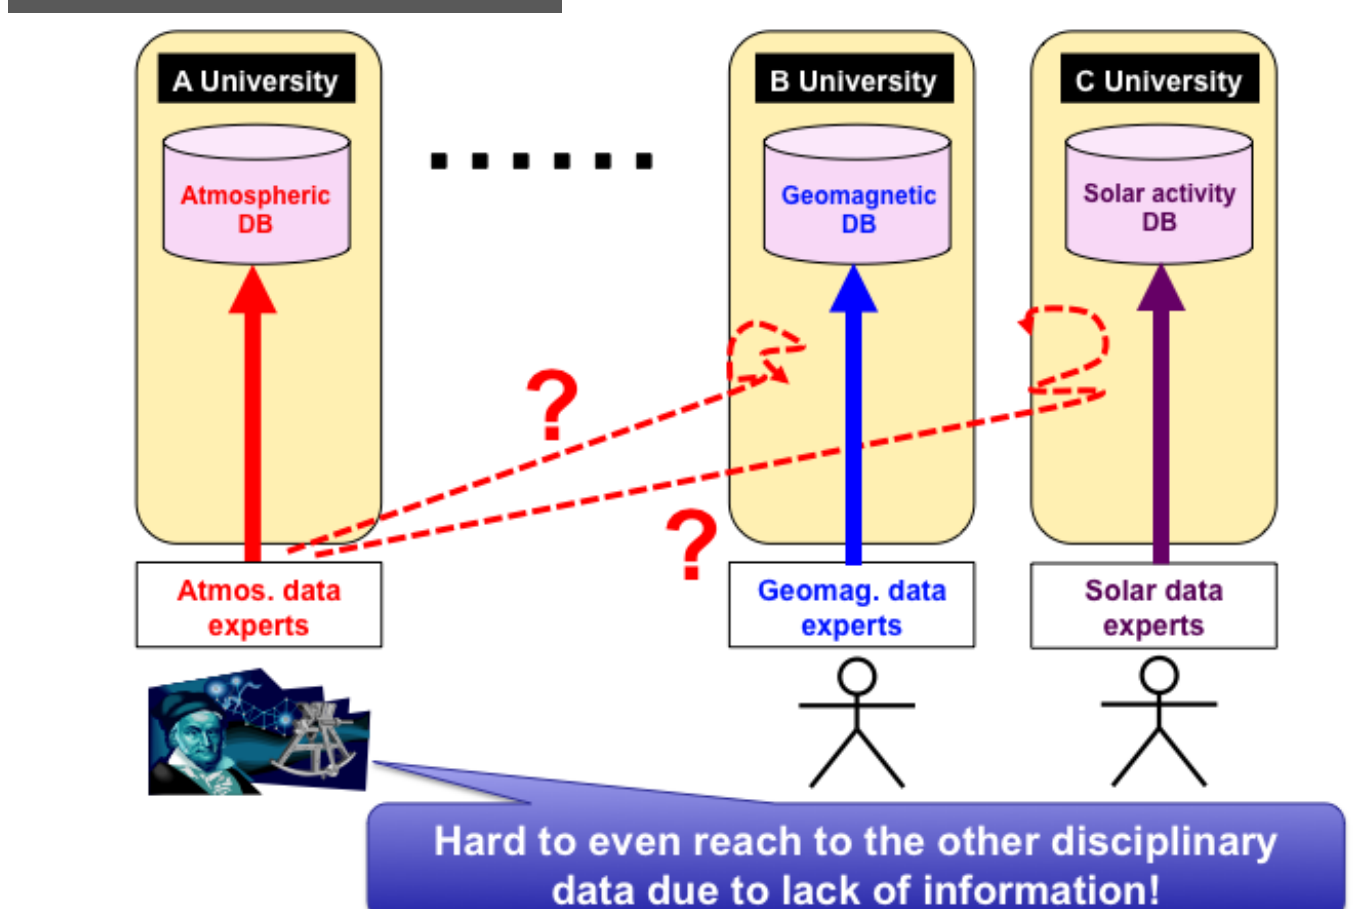 A University
B University
C University
Atmospheric
DB
Geomagnetic
DB
Solar activity
DB
?
?
Atmos. data
experts
Geomag. data
experts
Solar data
experts
Hard to even reach to the other disciplinary
data due to lack of information!